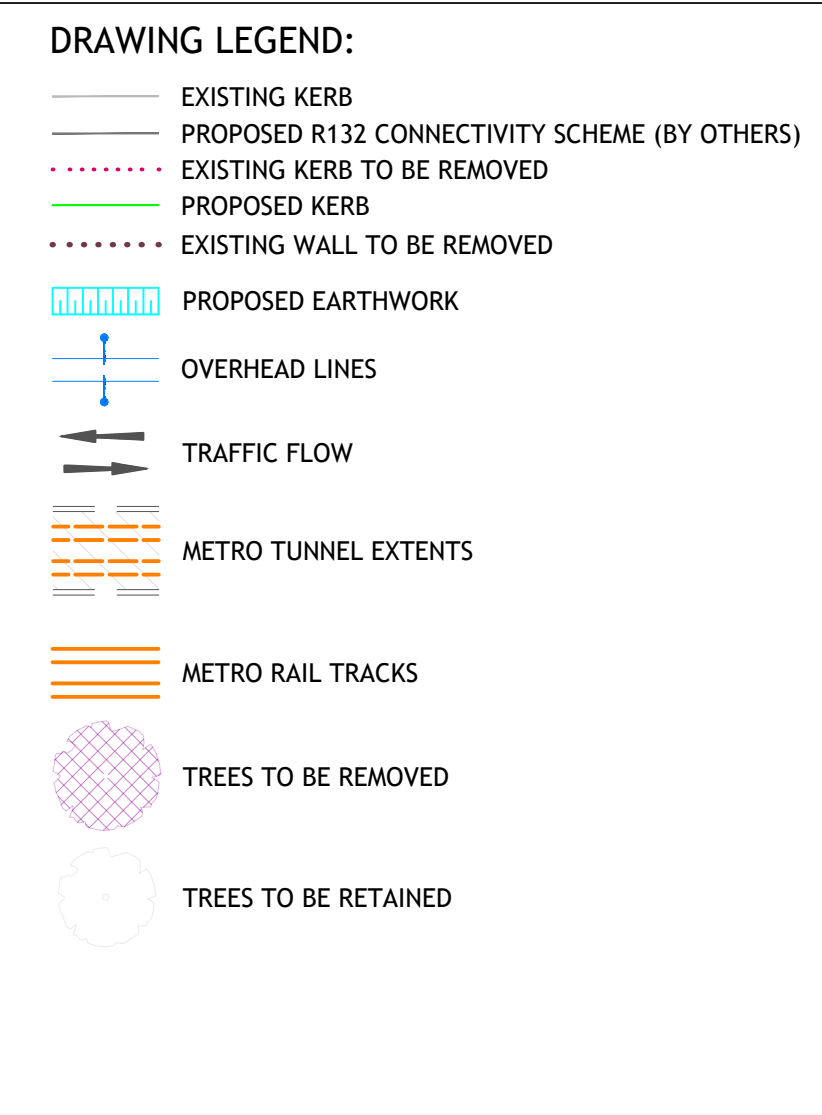 DRAWING LEGEND:
EXISTING KERB
PROPOSED R132 CONNECTIVITY SCHEME (BY OTHERS)
EXISTING KERB TO BE REMOVED
PROPOSED KERB
EXISTING WALL TO BE REMOVED
PROPOSED EARTHWORK
OVERHEAD LINES
TRAFFIC FLOW
METRO TUNNEL EXTENTS
METRO RAIL TRACKS
TREES TO BE REMOVED
TREES TO BE RETAINED